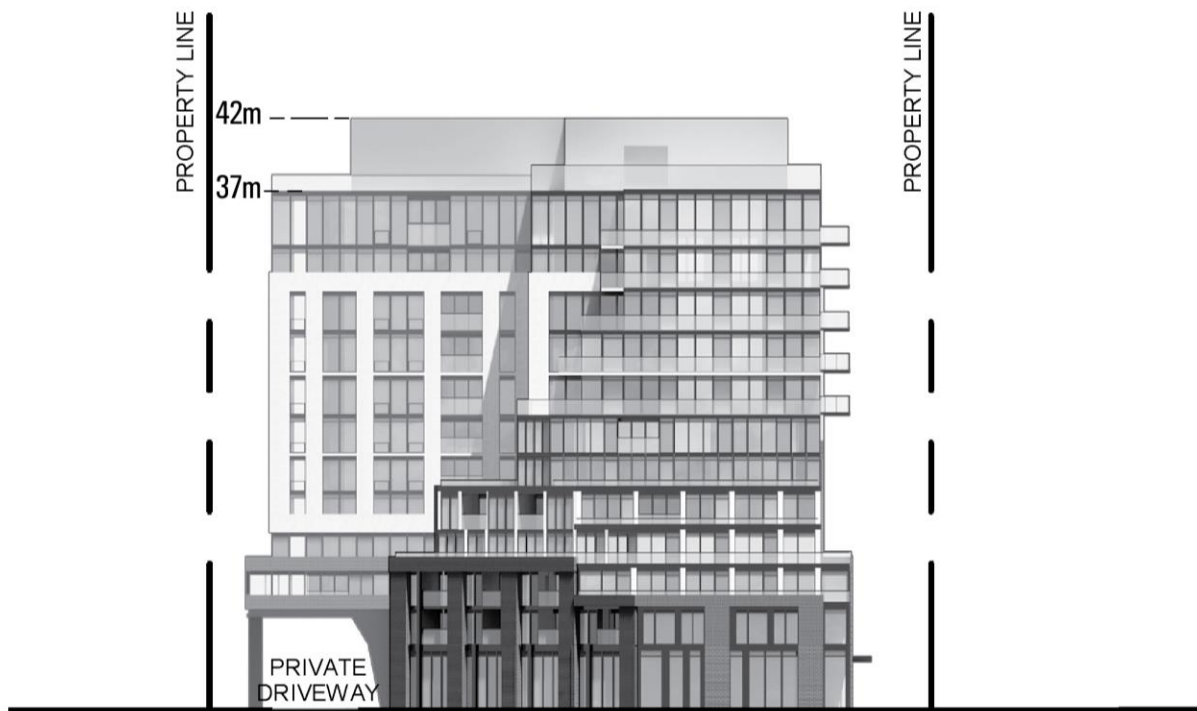 PROPERTY LINE
PROPERTY LINE
42m
37m
PRIVATE
DRIVEWAY